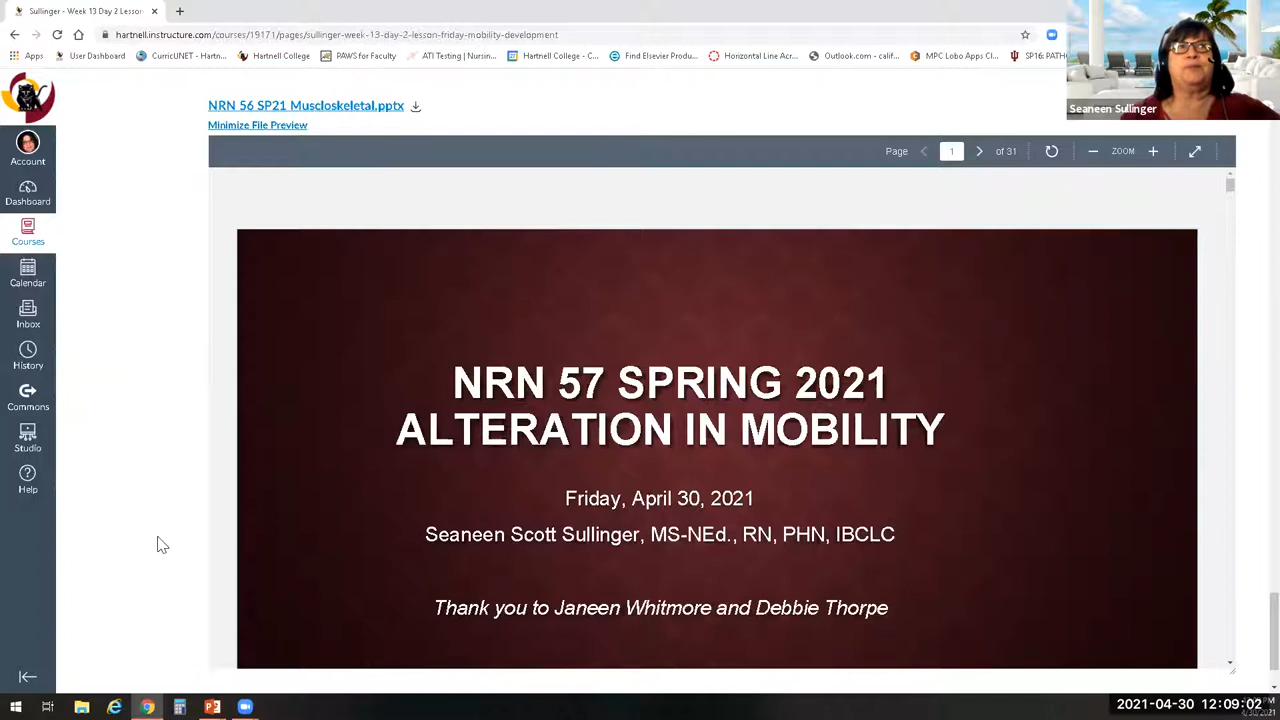 Sullinger - Week 13 Day 2 Lesson
hartnell.instructure.com/courses/19171/pages/sullinger-week-13-day-2-lesson-friday-mobility-development
Apps
User Dashboard
CurricUNET - Hartn...
Hartnell College
PAWS for Faculty
ATI Testing | Nursin...
Hartnell College - C...
Find Elsevier Produ...
Horizontal Line Acr...
Outlook.com - calif...
MPC Lobo Apps Cl...
SP16: PATH
Seaneen Sullinger
NRN 56 SP21 Muscloskeletal.pptx
Minimize File Preview
Page 1 of 31 ZOOM
Account
Dashboard
Courses
Calendar
Inbox
History
Commons
Studio
Help
NRN 57 SPRING 2021
ALTERATION IN MOBILITY
Friday, April 30, 2021
Seaneen Scott Sullinger, MS-NEd., RN, PHN, IBCLC
Thank you to Janeen Whitmore and Debbie Thorpe
2021-04-30 12:09:02